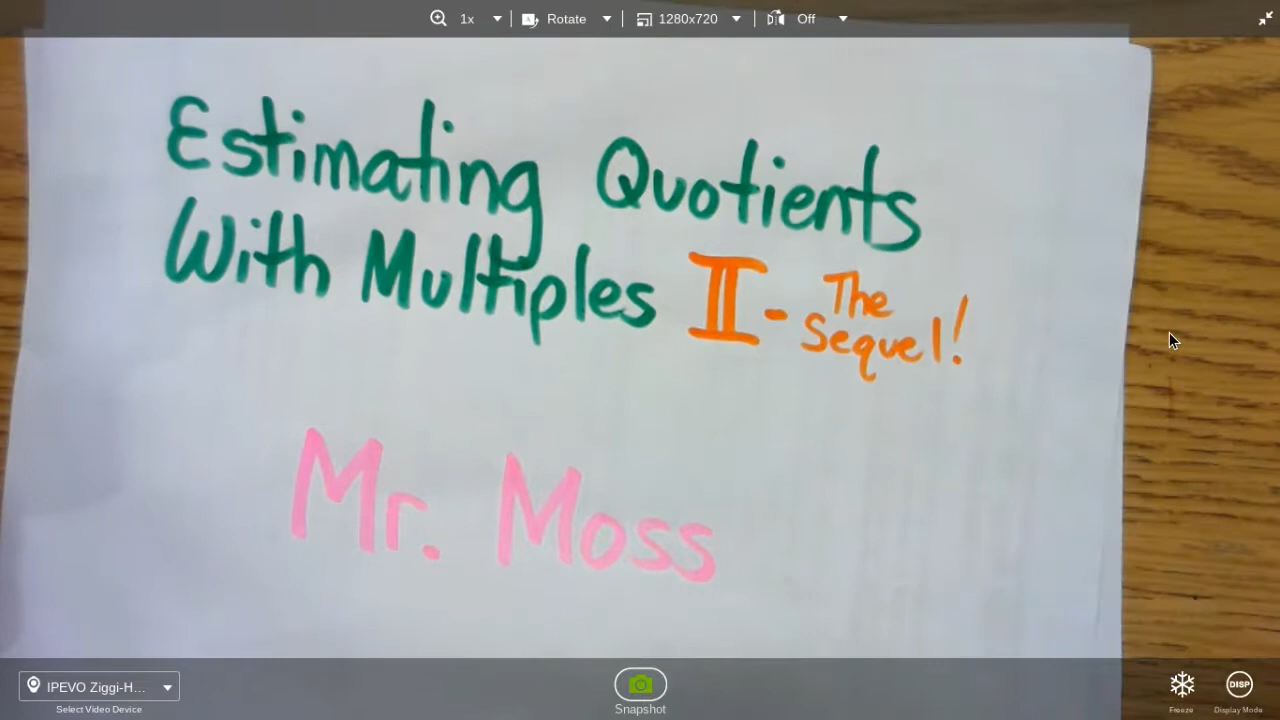 1x
Rotate
1280x720
Off
Estimating Quotients
With Multiples II - The Sequel!
Mr. Moss
IPEVO Ziggi-H...
Select Video Device
Snapshot
Freeze
DISP
Display Mode